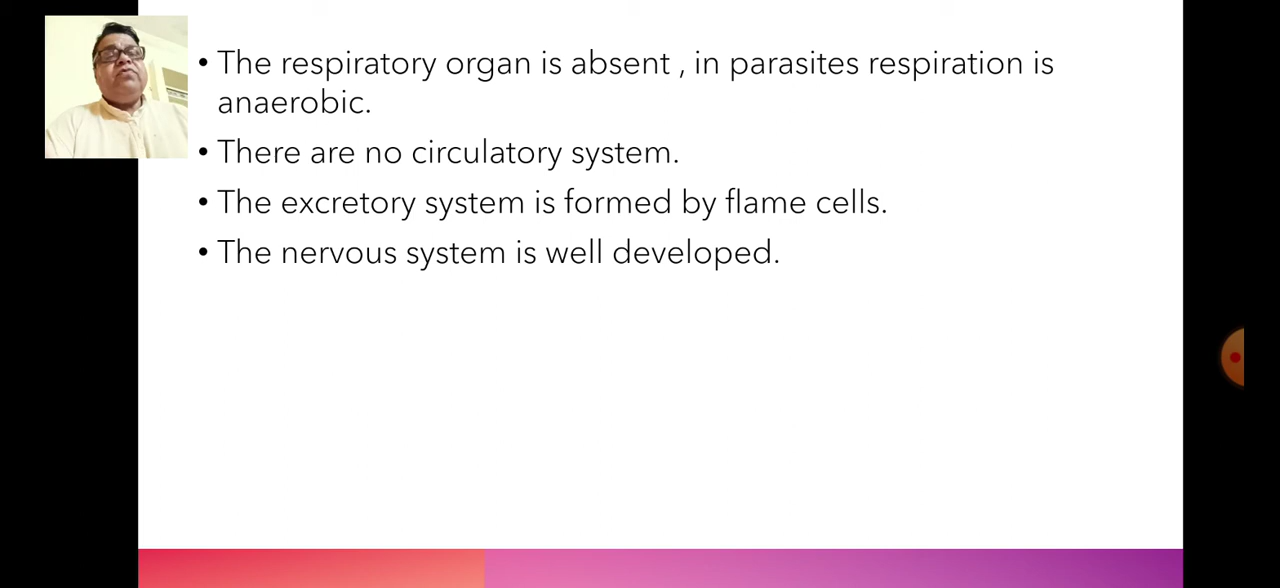 • The respiratory organ is absent , in parasites respiration is
anaerobic.
• There are no circulatory system.
• The excretory system is formed by flame cells.
• The nervous system is well developed.